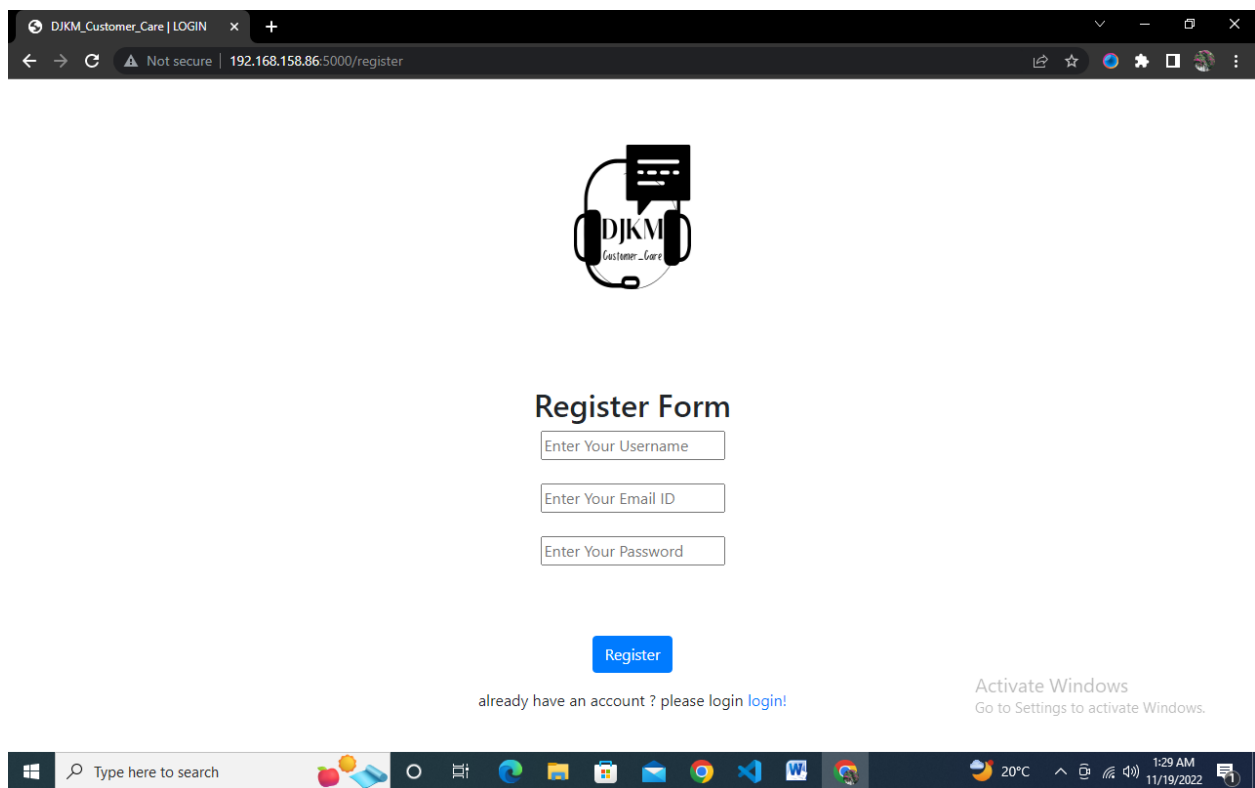 DJKM_Customer_Care | LOGIN
Not secure | 192.168.158.86:5000/register
DJKM
Customer_Care
Register Form
Enter Your Username
Enter Your Email ID
Enter Your Password
Register
already have an account ? please login login!
Activate Windows
Go to Settings to activate Windows.
Type here to search
20°C
1:29 AM
11/19/2022
1